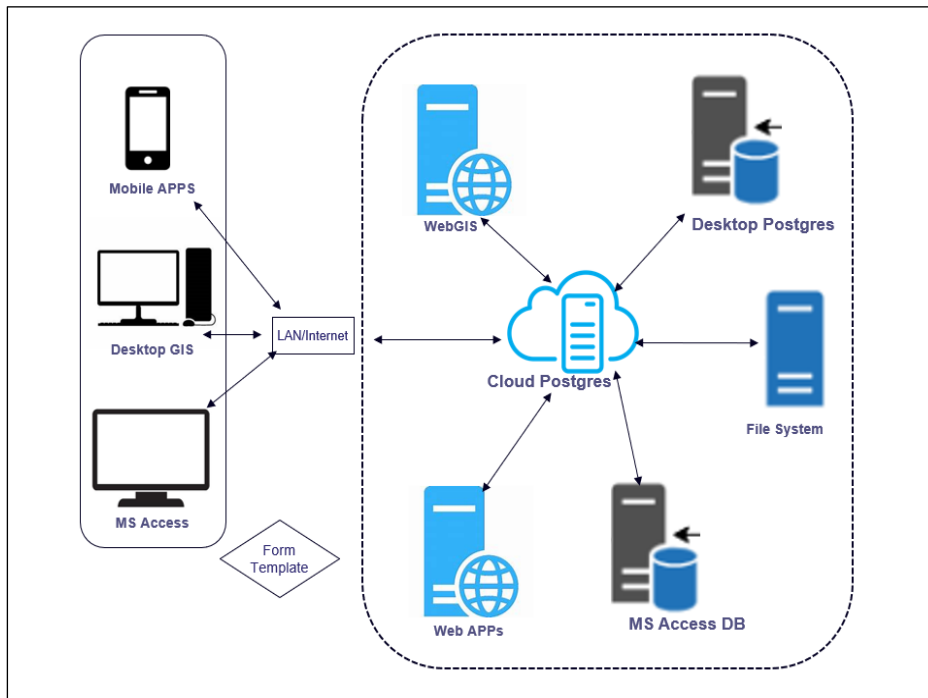 Mobile APPS
Desktop GIS
MS Access
LAN/Internet
Form
Template
WebGIS
Desktop Postgres
Cloud Postgres
File System
Web APPs
MS Access DB